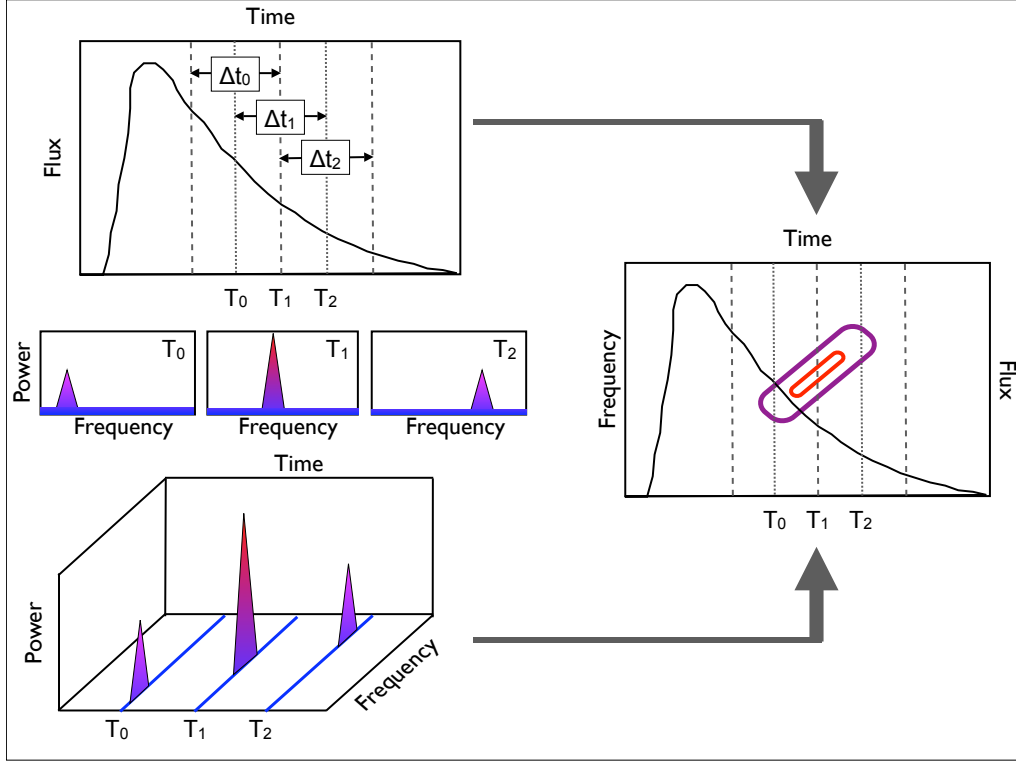 Time
Δt₀
Δt₁
Δt₂
Flux
T₀ T₁ T₂
Power
T₀
T₁
T₂
Frequency
Frequency
Frequency
Time
Power
Frequency
T₀
T₁
T₂
Time
Frequency
Flux
T₀ T₁ T₂